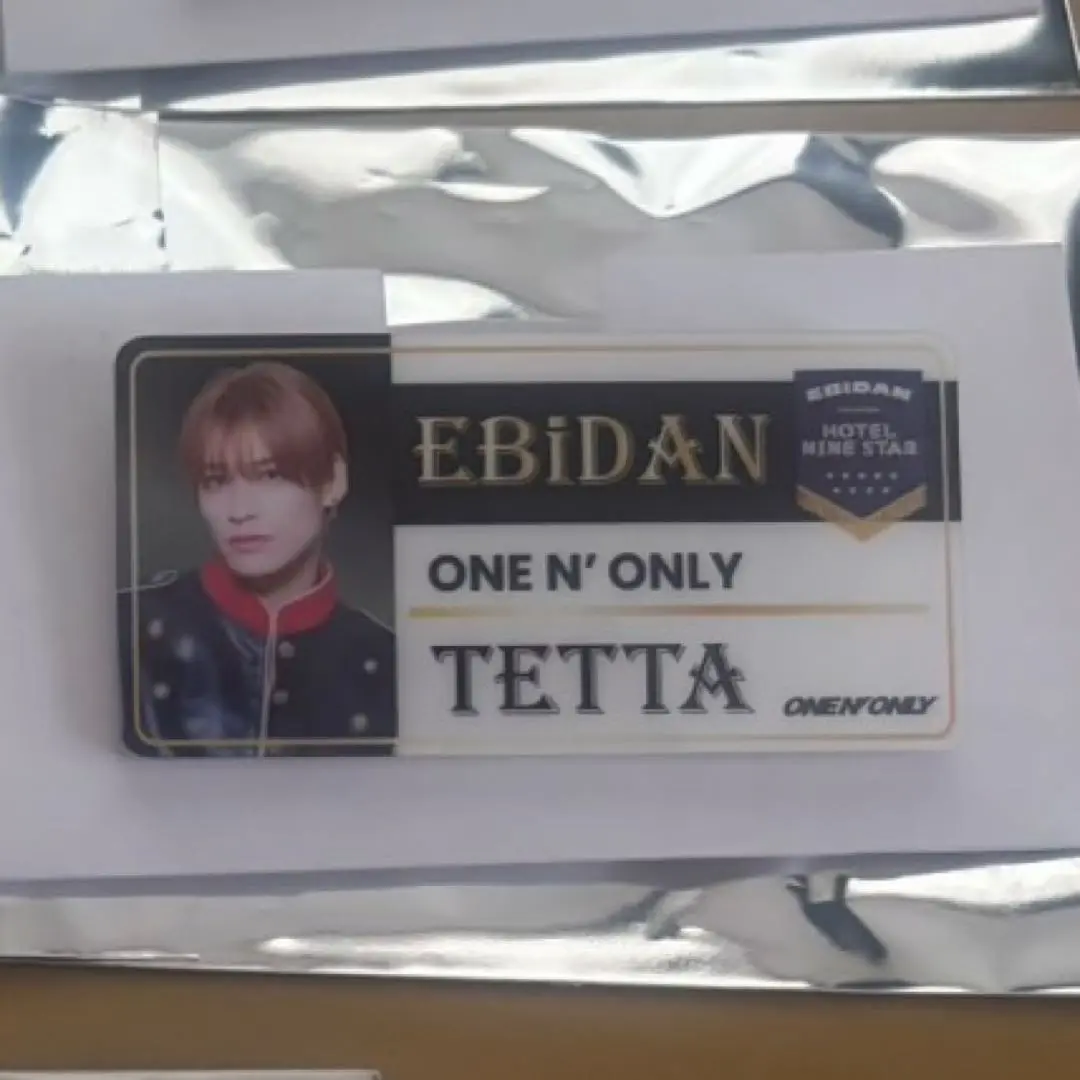 EBiDAN
EBiDAN
HOTEL
NINE STAR
ONE N' ONLY
TETTA
ONE N' ONLY